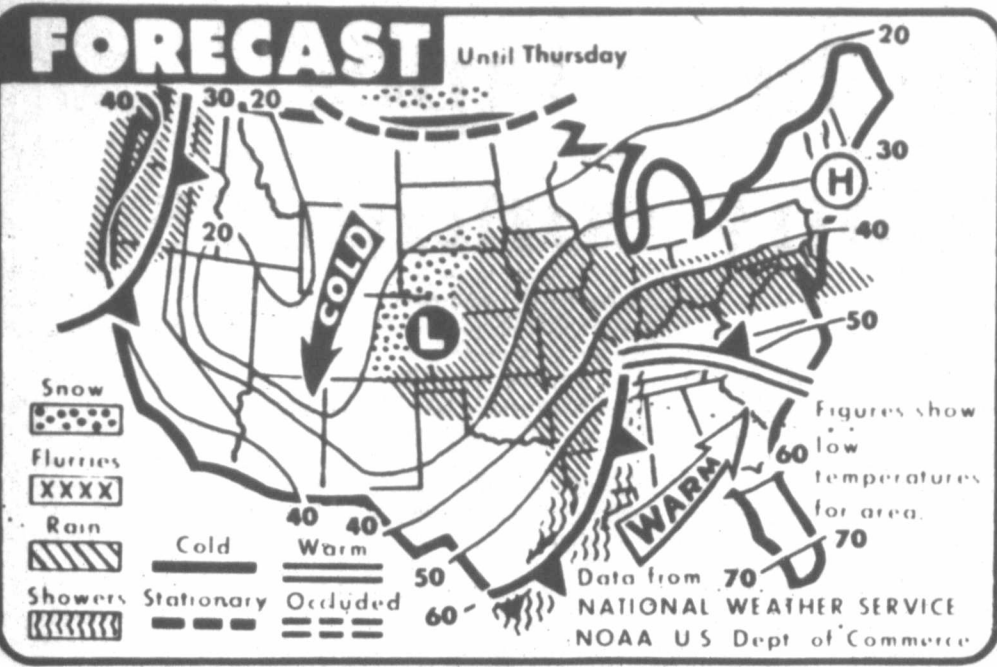 FORECAST Until Thursday
20
40 30 20
30
H
40
20
COLD
L
50
Snow
Flurries
XXXX
Rain
Showers
Cold
Warm
Stationary
Occluded
40 40
50
60
WARM
60
70
70
Figures show
low
temperatures
for area.
Data from
NATIONAL WEATHER SERVICE
NOAA U S Dept of Commerce